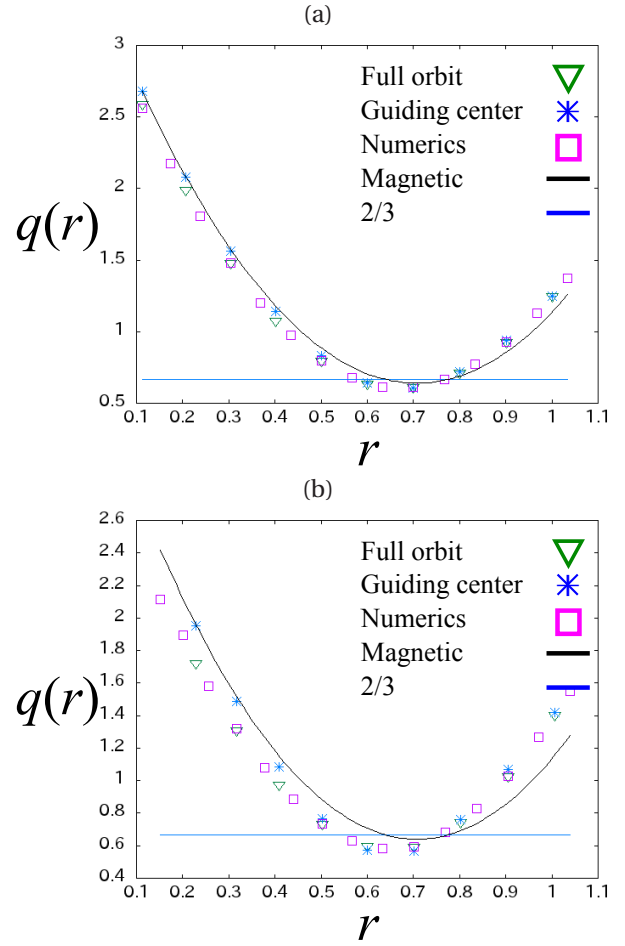 (a)
3
2.5
2
1.5
1
0.5
q(r)
Full orbit
Guiding center
Numerics
Magnetic
2/3
0.1 0.2 0.3 0.4 0.5 0.6 0.7 0.8 0.9 1 1.1
r
(b)
2.6
2.4
2.2
2
1.8
1.6
1.4
1.2
1
0.8
0.6
0.4
q(r)
Full orbit
Guiding center
Numerics
Magnetic
2/3
0.1 0.2 0.3 0.4 0.5 0.6 0.7 0.8 0.9 1 1.1
r